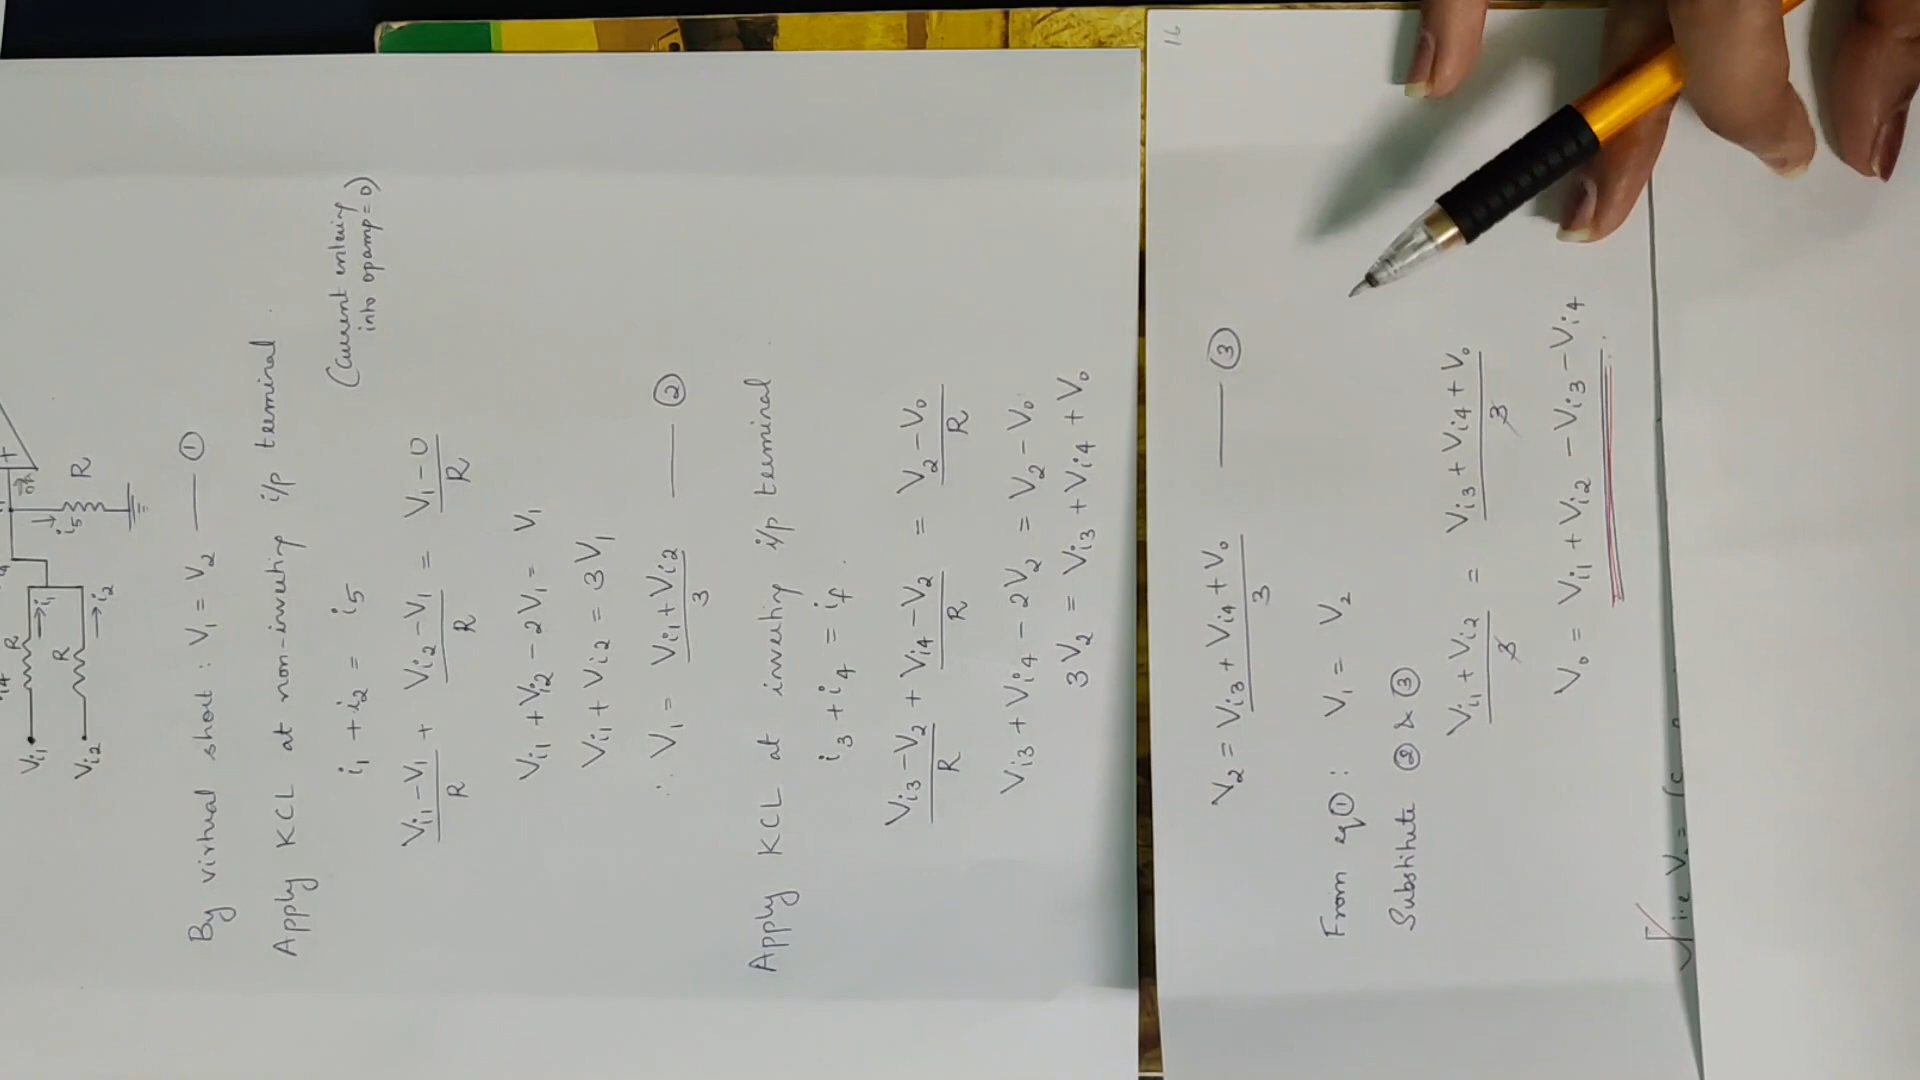 Vi1
R
i1
Vi2
R
i2
i5
R
+
By virtual short : V1 = V2 —— ①
Apply KCL at non-inverting i/p terminal.
i1 + i2 = i5 (Current entering into opamp = 0)
(Vi1 - V1)/R + (Vi2 - V1)/R = (V1 - 0)/R
Vi1 + Vi2 - 2V1 = V1
Vi1 + Vi2 = 3V1
∴ V1 = (Vi1 + Vi2)/3 —— ②
Apply KCL at inverting i/p terminal.
i3 + i4 = if
(Vi3 - V2)/R + (Vi4 - V2)/R = (V2 - Vo)/R
Vi3 + Vi4 - 2V2 = V2 - Vo
3V2 = Vi3 + Vi4 + Vo
16
V2 = (Vi3 + Vi4 + Vo)/3 —— ③
From eq①: V1 = V2
Substitute ② & ③
(Vi1 + Vi2)/3 = (Vi3 + Vi4 + Vo)/3
Vo = Vi1 + Vi2 - Vi3 - Vi4